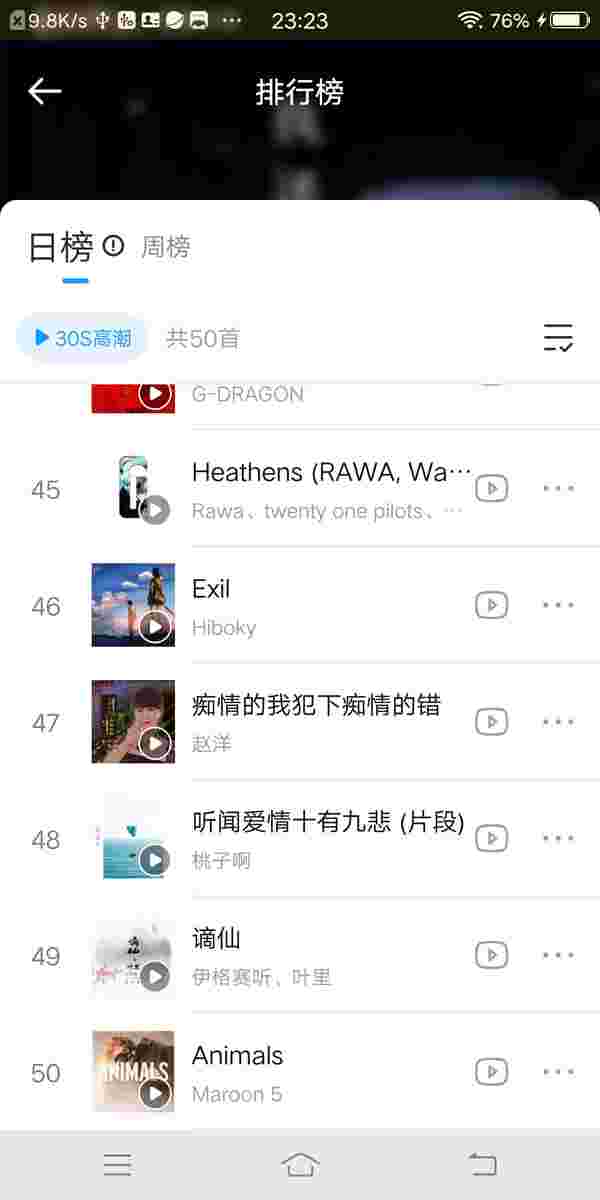 9.8K/s
23:23
76%
排行榜
日榜
周榜
30S高潮
共50首
G-DRAGON
45
Heathens (RAWA, Wa···
Rawa、twenty one pilots、···
46
Exil
Hiboky
47
痴情的我犯下痴情的错
赵洋
48
听闻爱情十有九悲 (片段)
桃子啊
49
谪仙
伊格赛听、叶里
50
ANIMALS
Animals
Maroon 5